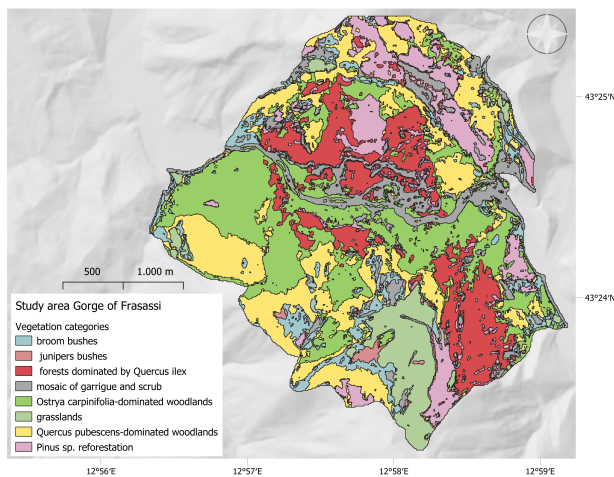 43°25'N
500 1.000 m
43°24'N
Study area Gorge of Frasassi
Vegetation categories
broom bushes
junipers bushes
forests dominated by Quercus ilex
mosaic of garrigue and scrub
Ostrya carpinifolia-dominated woodlands
grasslands
Quercus pubescens-dominated woodlands
Pinus sp. reforestation
12°56'E 12°57'E 12°58'E 12°59'E